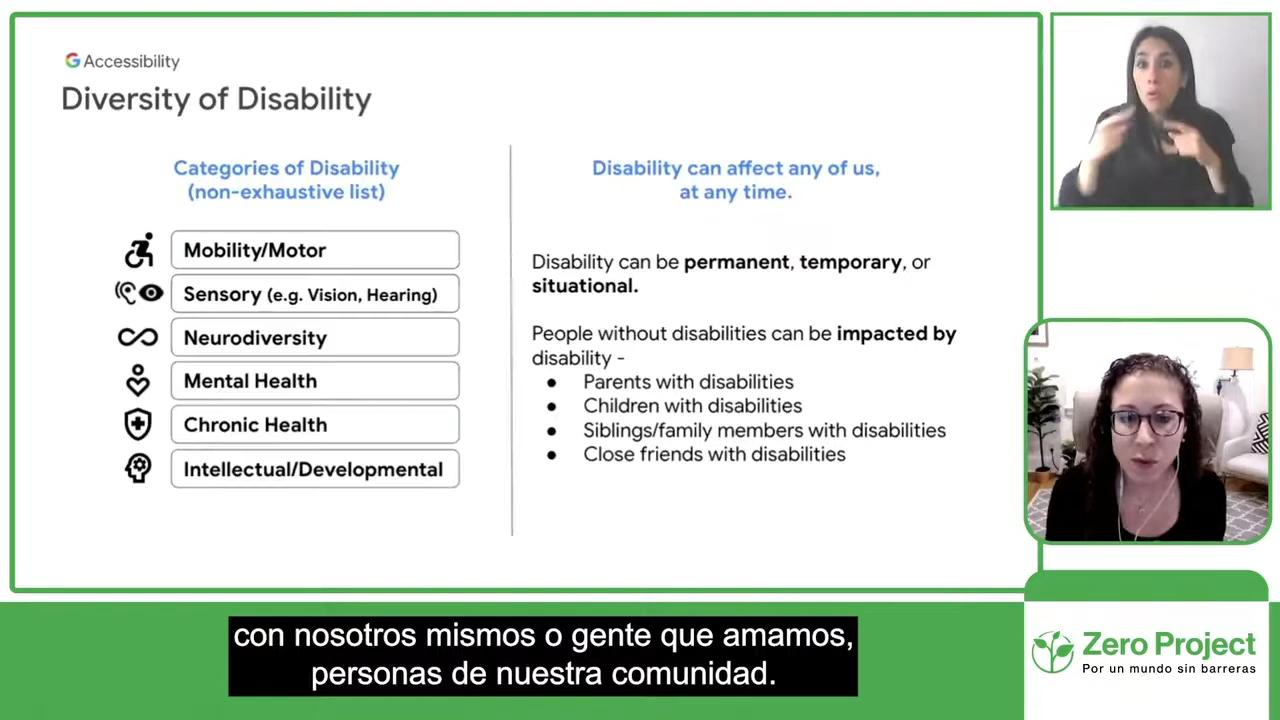 G Accessibility
Diversity of Disability
Categories of Disability
(non-exhaustive list)
Mobility/Motor
Sensory (e.g. Vision, Hearing)
Neurodiversity
Mental Health
Chronic Health
Intellectual/Developmental
Disability can affect any of us,
at any time.
Disability can be permanent, temporary, or
situational.
People without disabilities can be impacted by
disability -
● Parents with disabilities
● Children with disabilities
● Siblings/family members with disabilities
● Close friends with disabilities
con nosotros mismos o gente que amamos,
personas de nuestra comunidad.
Zero Project
Por un mundo sin barreras